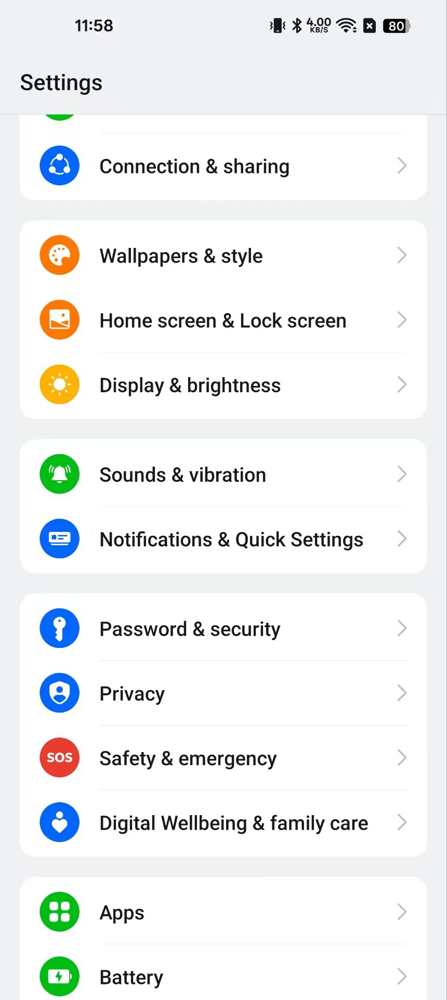 11:58 4.00 KB/S 80
Settings
Connection & sharing
Wallpapers & style
Home screen & Lock screen
Display & brightness
Sounds & vibration
Notifications & Quick Settings
Password & security
Privacy
SOS Safety & emergency
Digital Wellbeing & family care
Apps
Battery